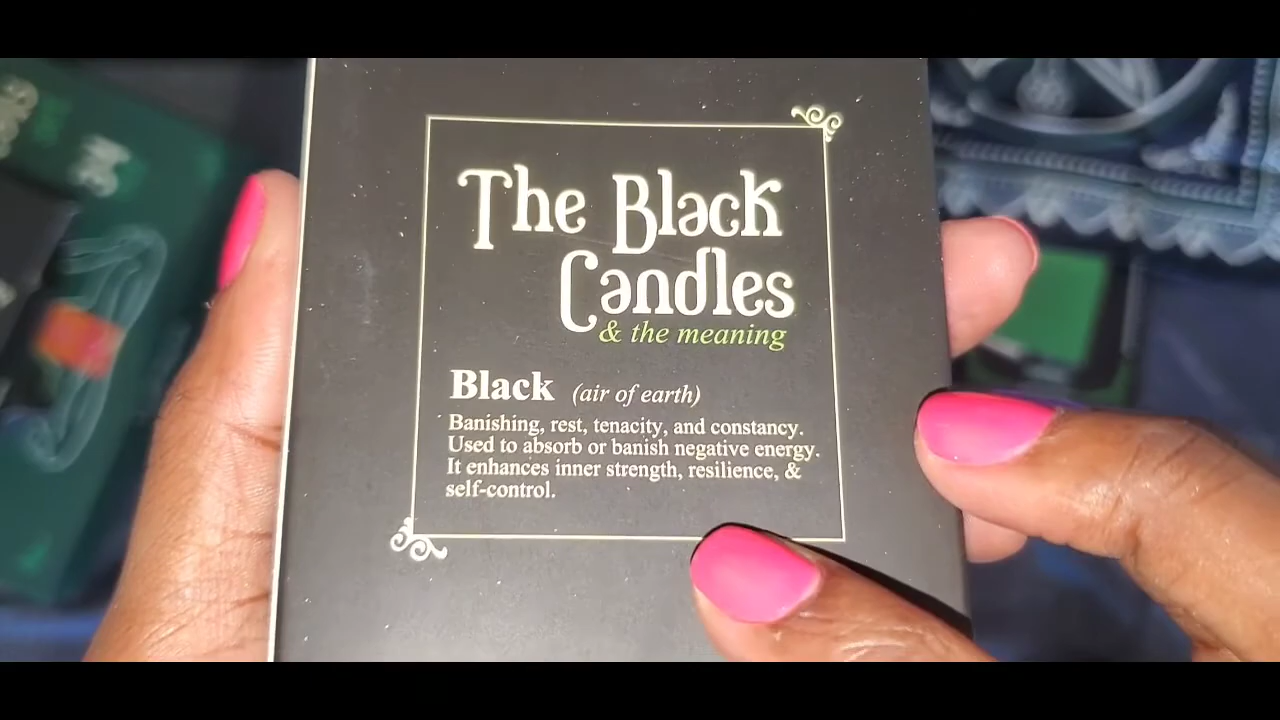 The Black
Candles
& the meaning
Black (air of earth)
Banishing, rest, tenacity, and constancy.
Used to absorb or banish negative energy.
It enhances inner strength, resilience, &
self-control.